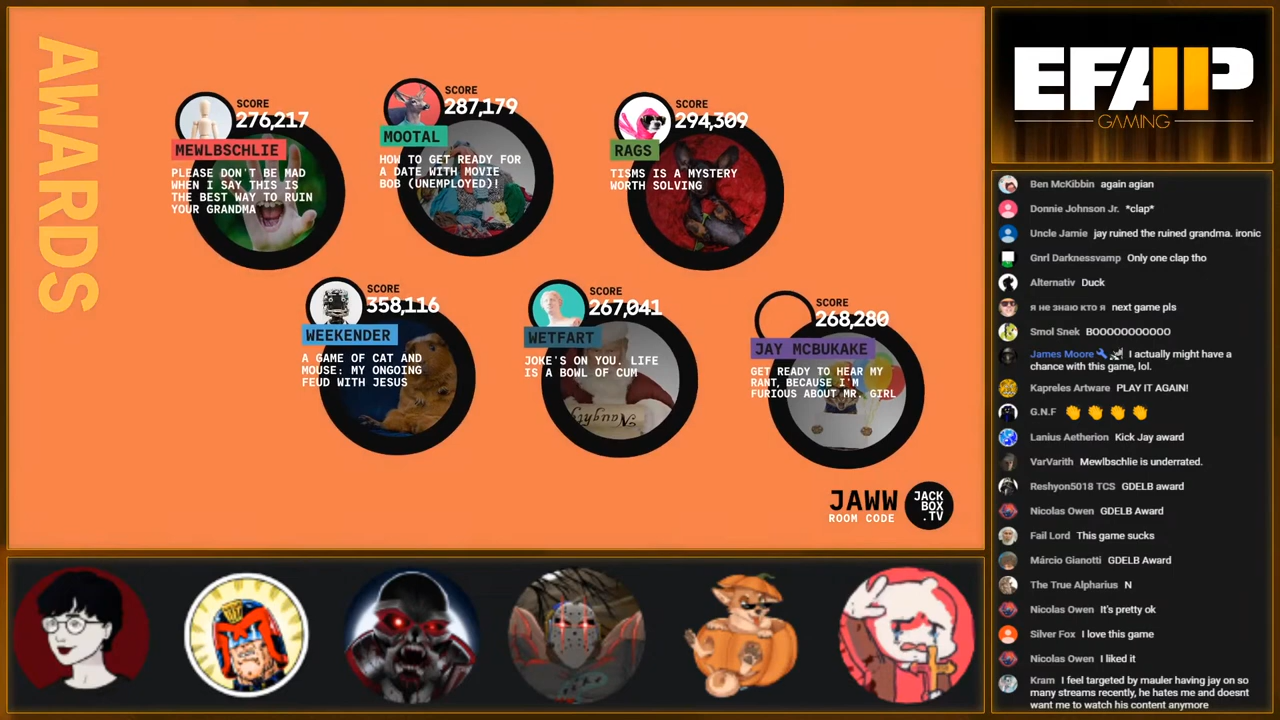 AWARDS
SCORE
276,217
MEWLBSCHLIE
PLEASE DON'T BE MAD
WHEN I SAY THIS IS
THE BEST WAY TO RUIN
YOUR GRANDMA
SCORE
287,179
MOOTAL
HOW TO GET READY FOR
A DATE WITH MOVIE
BOB (UNEMPLOYED)!
SCORE
294,309
RAGS
TISMS IS A MYSTERY
WORTH SOLVING
SCORE
358,116
WEEKENDER
A GAME OF CAT AND
MOUSE: MY ONGOING
FEUD WITH JESUS
SCORE
267,041
WETFART
JOKE'S ON YOU. LIFE
IS A BOWL OF CUM
Naughty
SCORE
268,280
JAY MCBUKAKE
GET READY TO HEAR MY
RANT, BECAUSE I'M
FURIOUS ABOUT MR. GIRL
JAWW
ROOM CODE
JACK
BOX
.TV
EFAP
GAMING
Ben McKibbin again agian
Donnie Johnson Jr. *clap*
Uncle Jamie jay ruined the ruined grandma. ironic
Gnrl Darknessvamp Only one clap tho
Alternativ Duck
я не знаю кто я next game pls
Smol Snek BOOOOOOOOOO
James Moore 🔧 I actually might have a
chance with this game, lol.
Kapreles Artware PLAY IT AGAIN!
G.N.F 👏 👏 👏 👏
Lanius Aetherion Kick Jay award
VarVarith Mewlbschlie is underrated.
Reshyon5018 TCS GDELB award
Nicolas Owen GDELB Award
Fail Lord This game sucks
Márcio Gianotti GDELB Award
The True Alpharius N
Nicolas Owen It's pretty ok
Silver Fox I love this game
Nicolas Owen I liked it
Kram I feel targeted by mauler having jay on so
many streams recently, he hates me and doesnt
want me to watch his content anymore